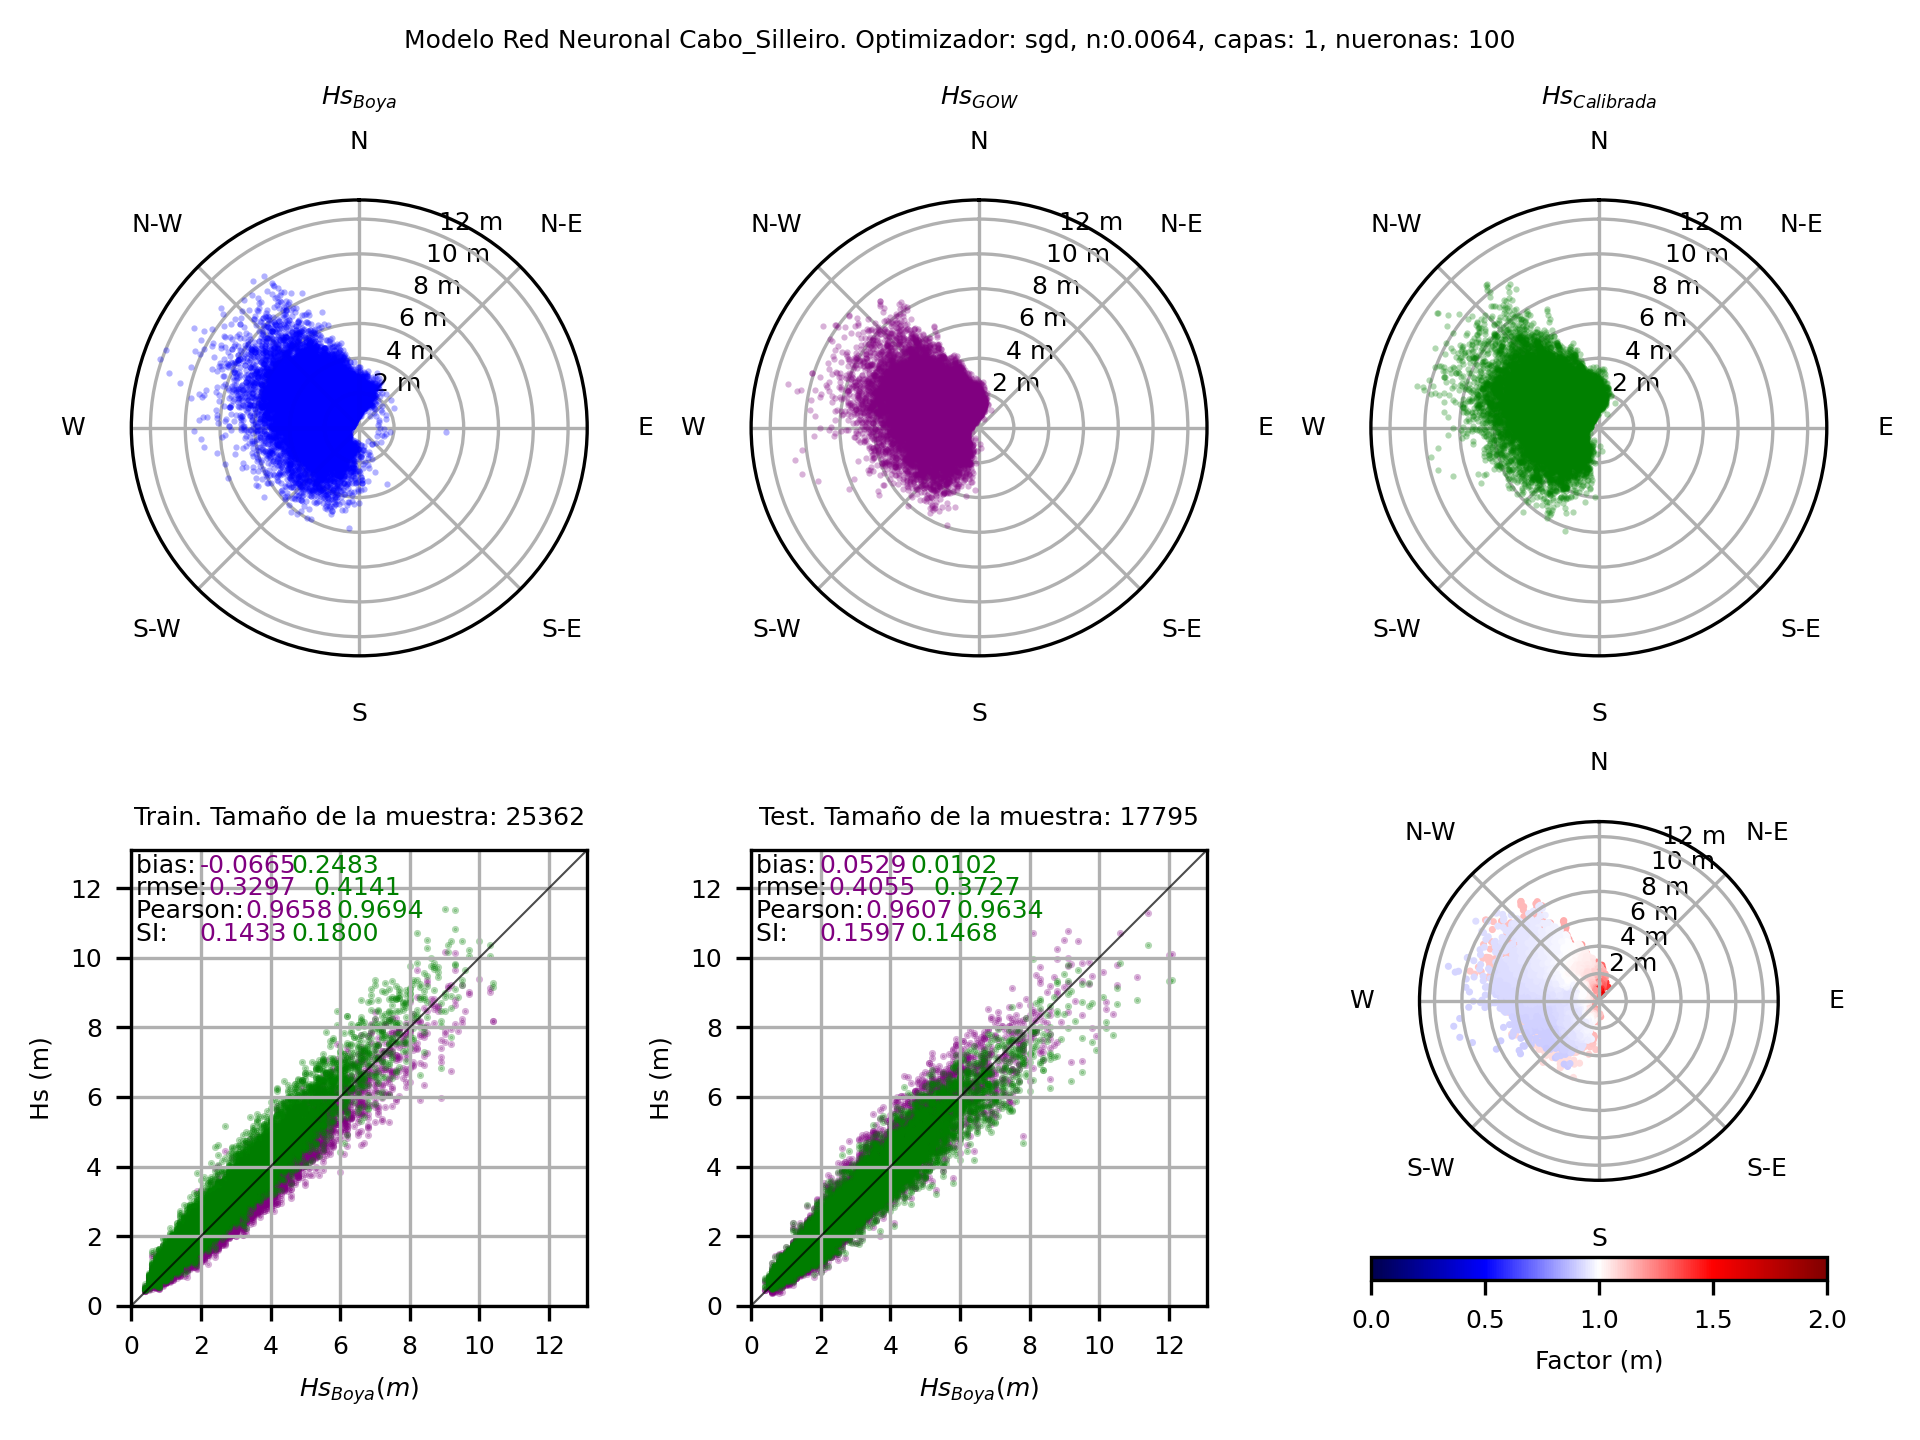 Modelo Red Neuronal Cabo_Silleiro. Optimizador: sgd, n:0.0064, capas: 1, nueronas: 100
Hs_Boya
N
N-W
N-E
12 m
10 m
8 m
6 m
4 m
2 m
W
E
S-W
S-E
S
Hs_GOW
N
N-W
N-E
12 m
10 m
8 m
6 m
4 m
2 m
W
E
S-W
S-E
S
Hs_Calibrada
N
N-W
N-E
12 m
10 m
8 m
6 m
4 m
2 m
W
E
S-W
S-E
S
Train. Tamaño de la muestra: 25362
bias: -0.0665 0.2483
rmse: 0.3297 0.4141
Pearson: 0.9658 0.9694
SI: 0.1433 0.1800
Hs (m)
12
10
8
6
4
2
0
0 2 4 6 8 10 12
Hs_Boya(m)
Test. Tamaño de la muestra: 17795
bias: 0.0529 0.0102
rmse: 0.4055 0.3727
Pearson: 0.9607 0.9634
SI: 0.1597 0.1468
Hs (m)
12
10
8
6
4
2
0
0 2 4 6 8 10 12
Hs_Boya(m)
N
N-W
N-E
12 m
10 m
8 m
6 m
4 m
2 m
W
E
S-W
S-E
S
0.0 0.5 1.0 1.5 2.0
Factor (m)